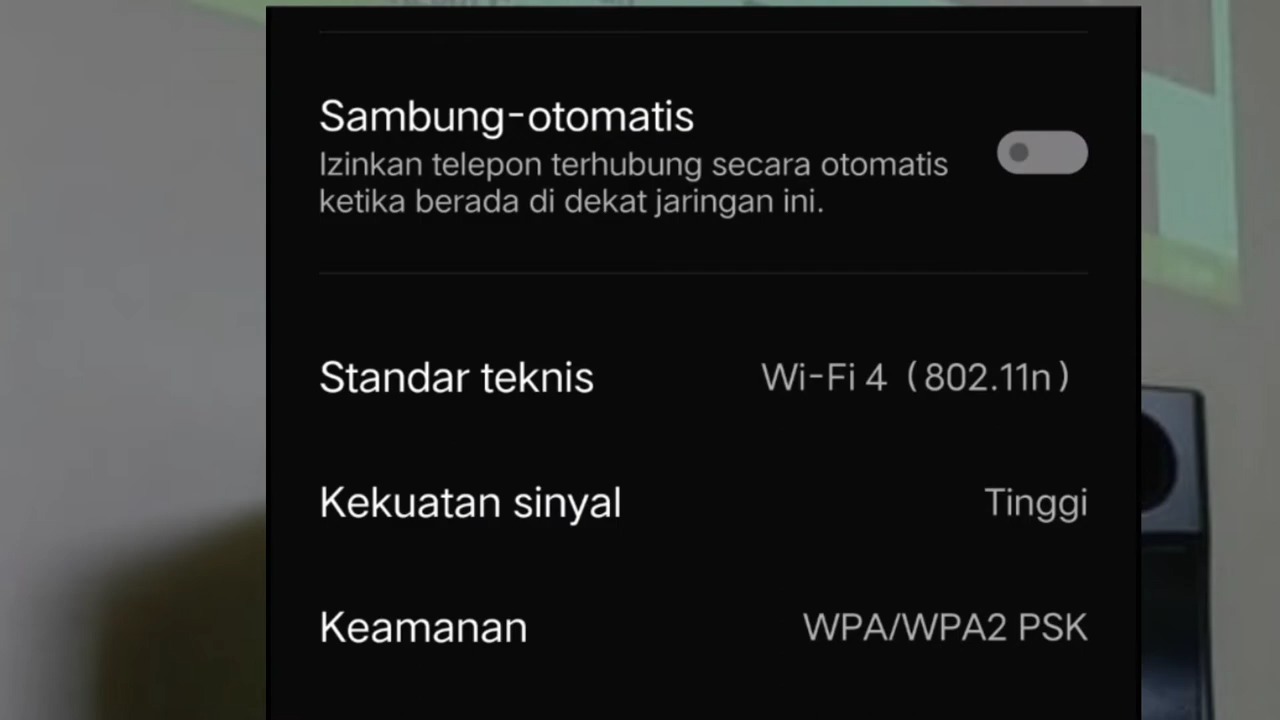 Sambung-otomatis
Izinkan telepon terhubung secara otomatis
ketika berada di dekat jaringan ini.
Standar teknis
Wi-Fi 4 (802.11n)
Kekuatan sinyal
Tinggi
Keamanan
WPA/WPA2 PSK